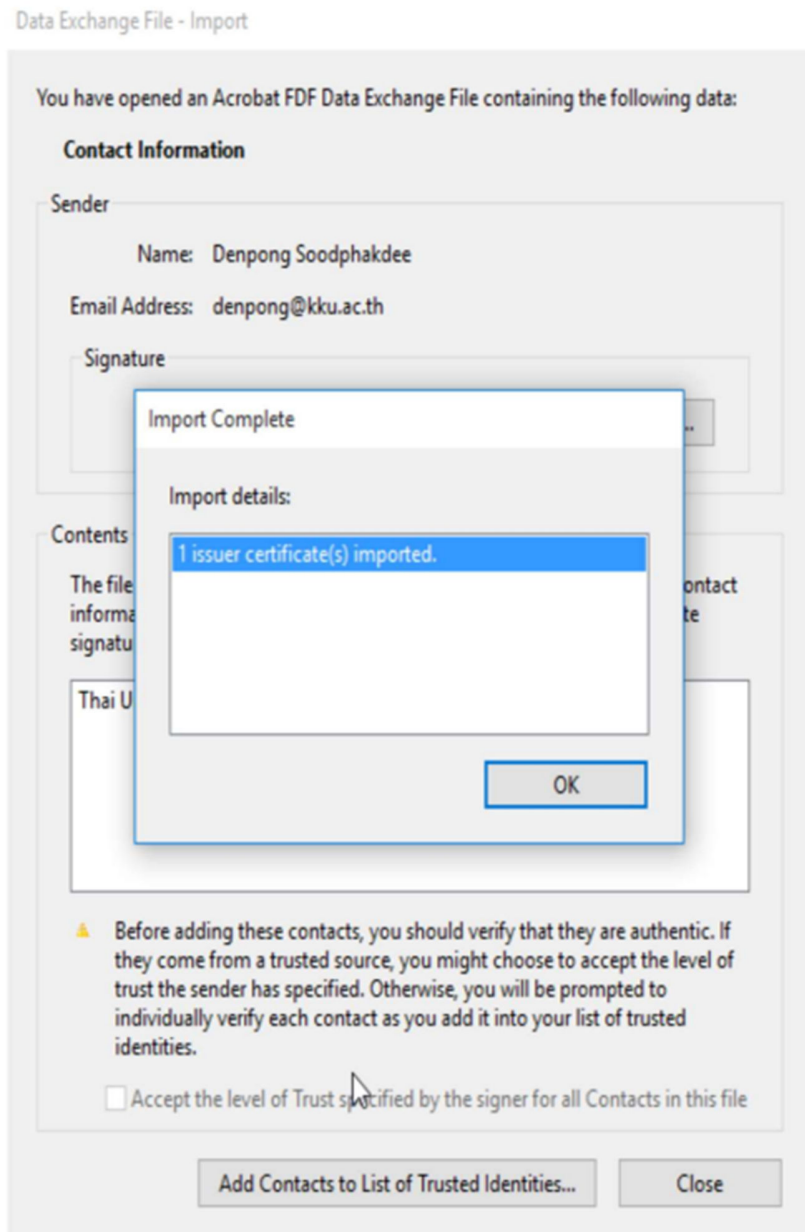 Data Exchange File - Import
You have opened an Acrobat FDF Data Exchange File containing the following data:
Contact Information
Sender
Name: Denpong Soodphakdee
Email Address: denpong@kku.ac.th
Signature
..
Import Complete
Import details:
1 issuer certificate(s) imported.
OK
Contents
The file
ontact
informa
te
signatu
Thai U
Before adding these contacts, you should verify that they are authentic. If
they come from a trusted source, you might choose to accept the level of
trust the sender has specified. Otherwise, you will be prompted to
individually verify each contact as you add it into your list of trusted
identities.
Accept the level of Trust specified by the signer for all Contacts in this file
Add Contacts to List of Trusted Identities...
Close